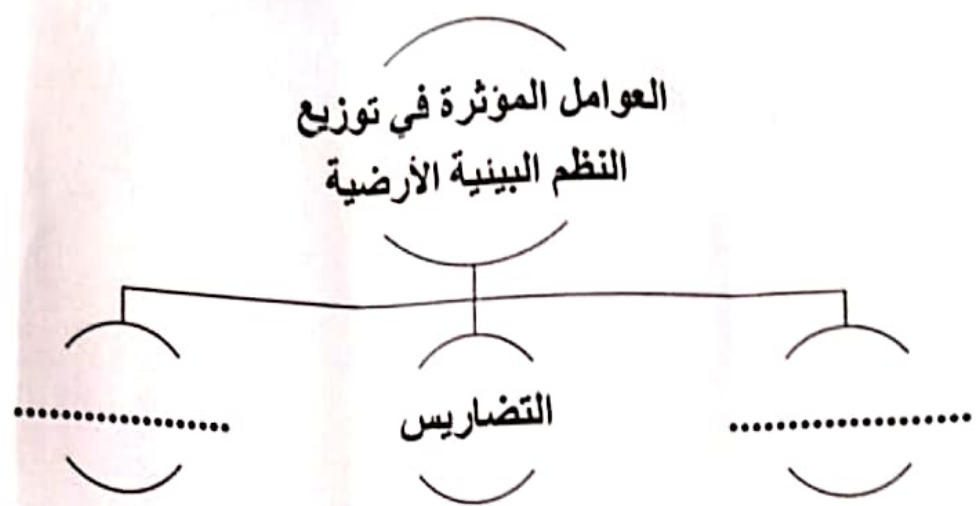 العوامل المؤثرة في توزيع
النظم البيئية الأرضية
التضاريس